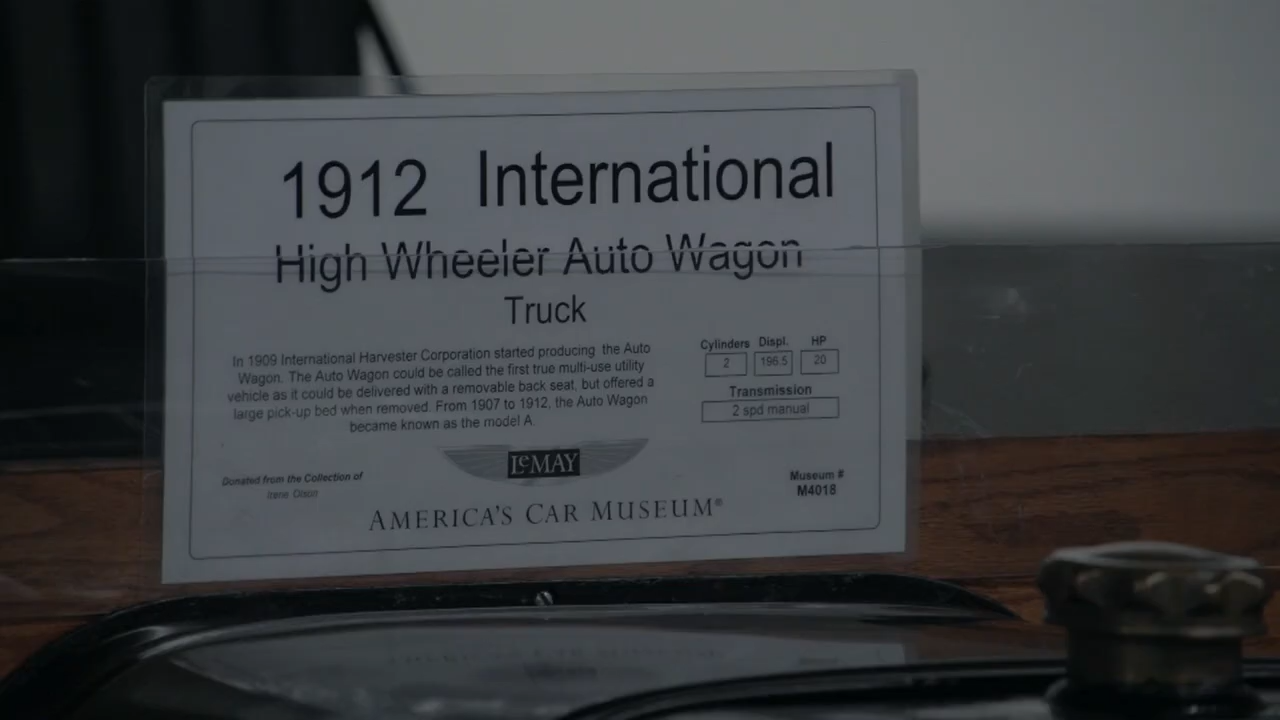 1912 International
High Wheeler Auto Wagon
Truck
In 1909 International Harvester Corporation started producing the Auto
Wagon. The Auto Wagon could be called the first true multi-use utility
vehicle as it could be delivered with a removable back seat, but offered a
large pick-up bed when removed. From 1907 to 1912, the Auto Wagon
became known as the model A.
Cylinders Displ. HP
2 196.5 20
Transmission
2 spd manual
Donated from the Collection of
Irene Olson
LeMAY
AMERICA'S CAR MUSEUM®
Museum #
M4018